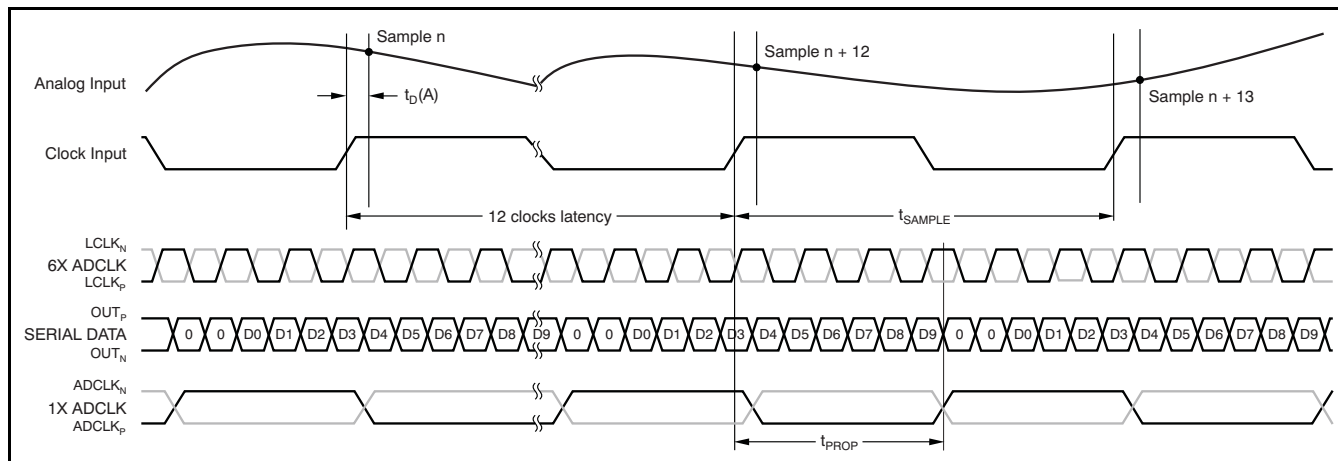 Sample n
Sample n + 12
Analog Input
t_D(A)
Sample n + 13
Clock Input
12 clocks latency
t_SAMPLE
LCLK_N
6X ADCLK
LCLK_P
OUT_P
SERIAL DATA
0 0 D0 D1 D2 D3 D4 D5 D6 D7 D8 D9 0 0 D0 D1 D2 D3 D4 D5 D6 D7 D8 D9 0 0 D0 D1 D2 D3 D4 D5 D6 D7 D8 D9
OUT_N
ADCLK_N
1X ADCLK
ADCLK_P
t_PROP